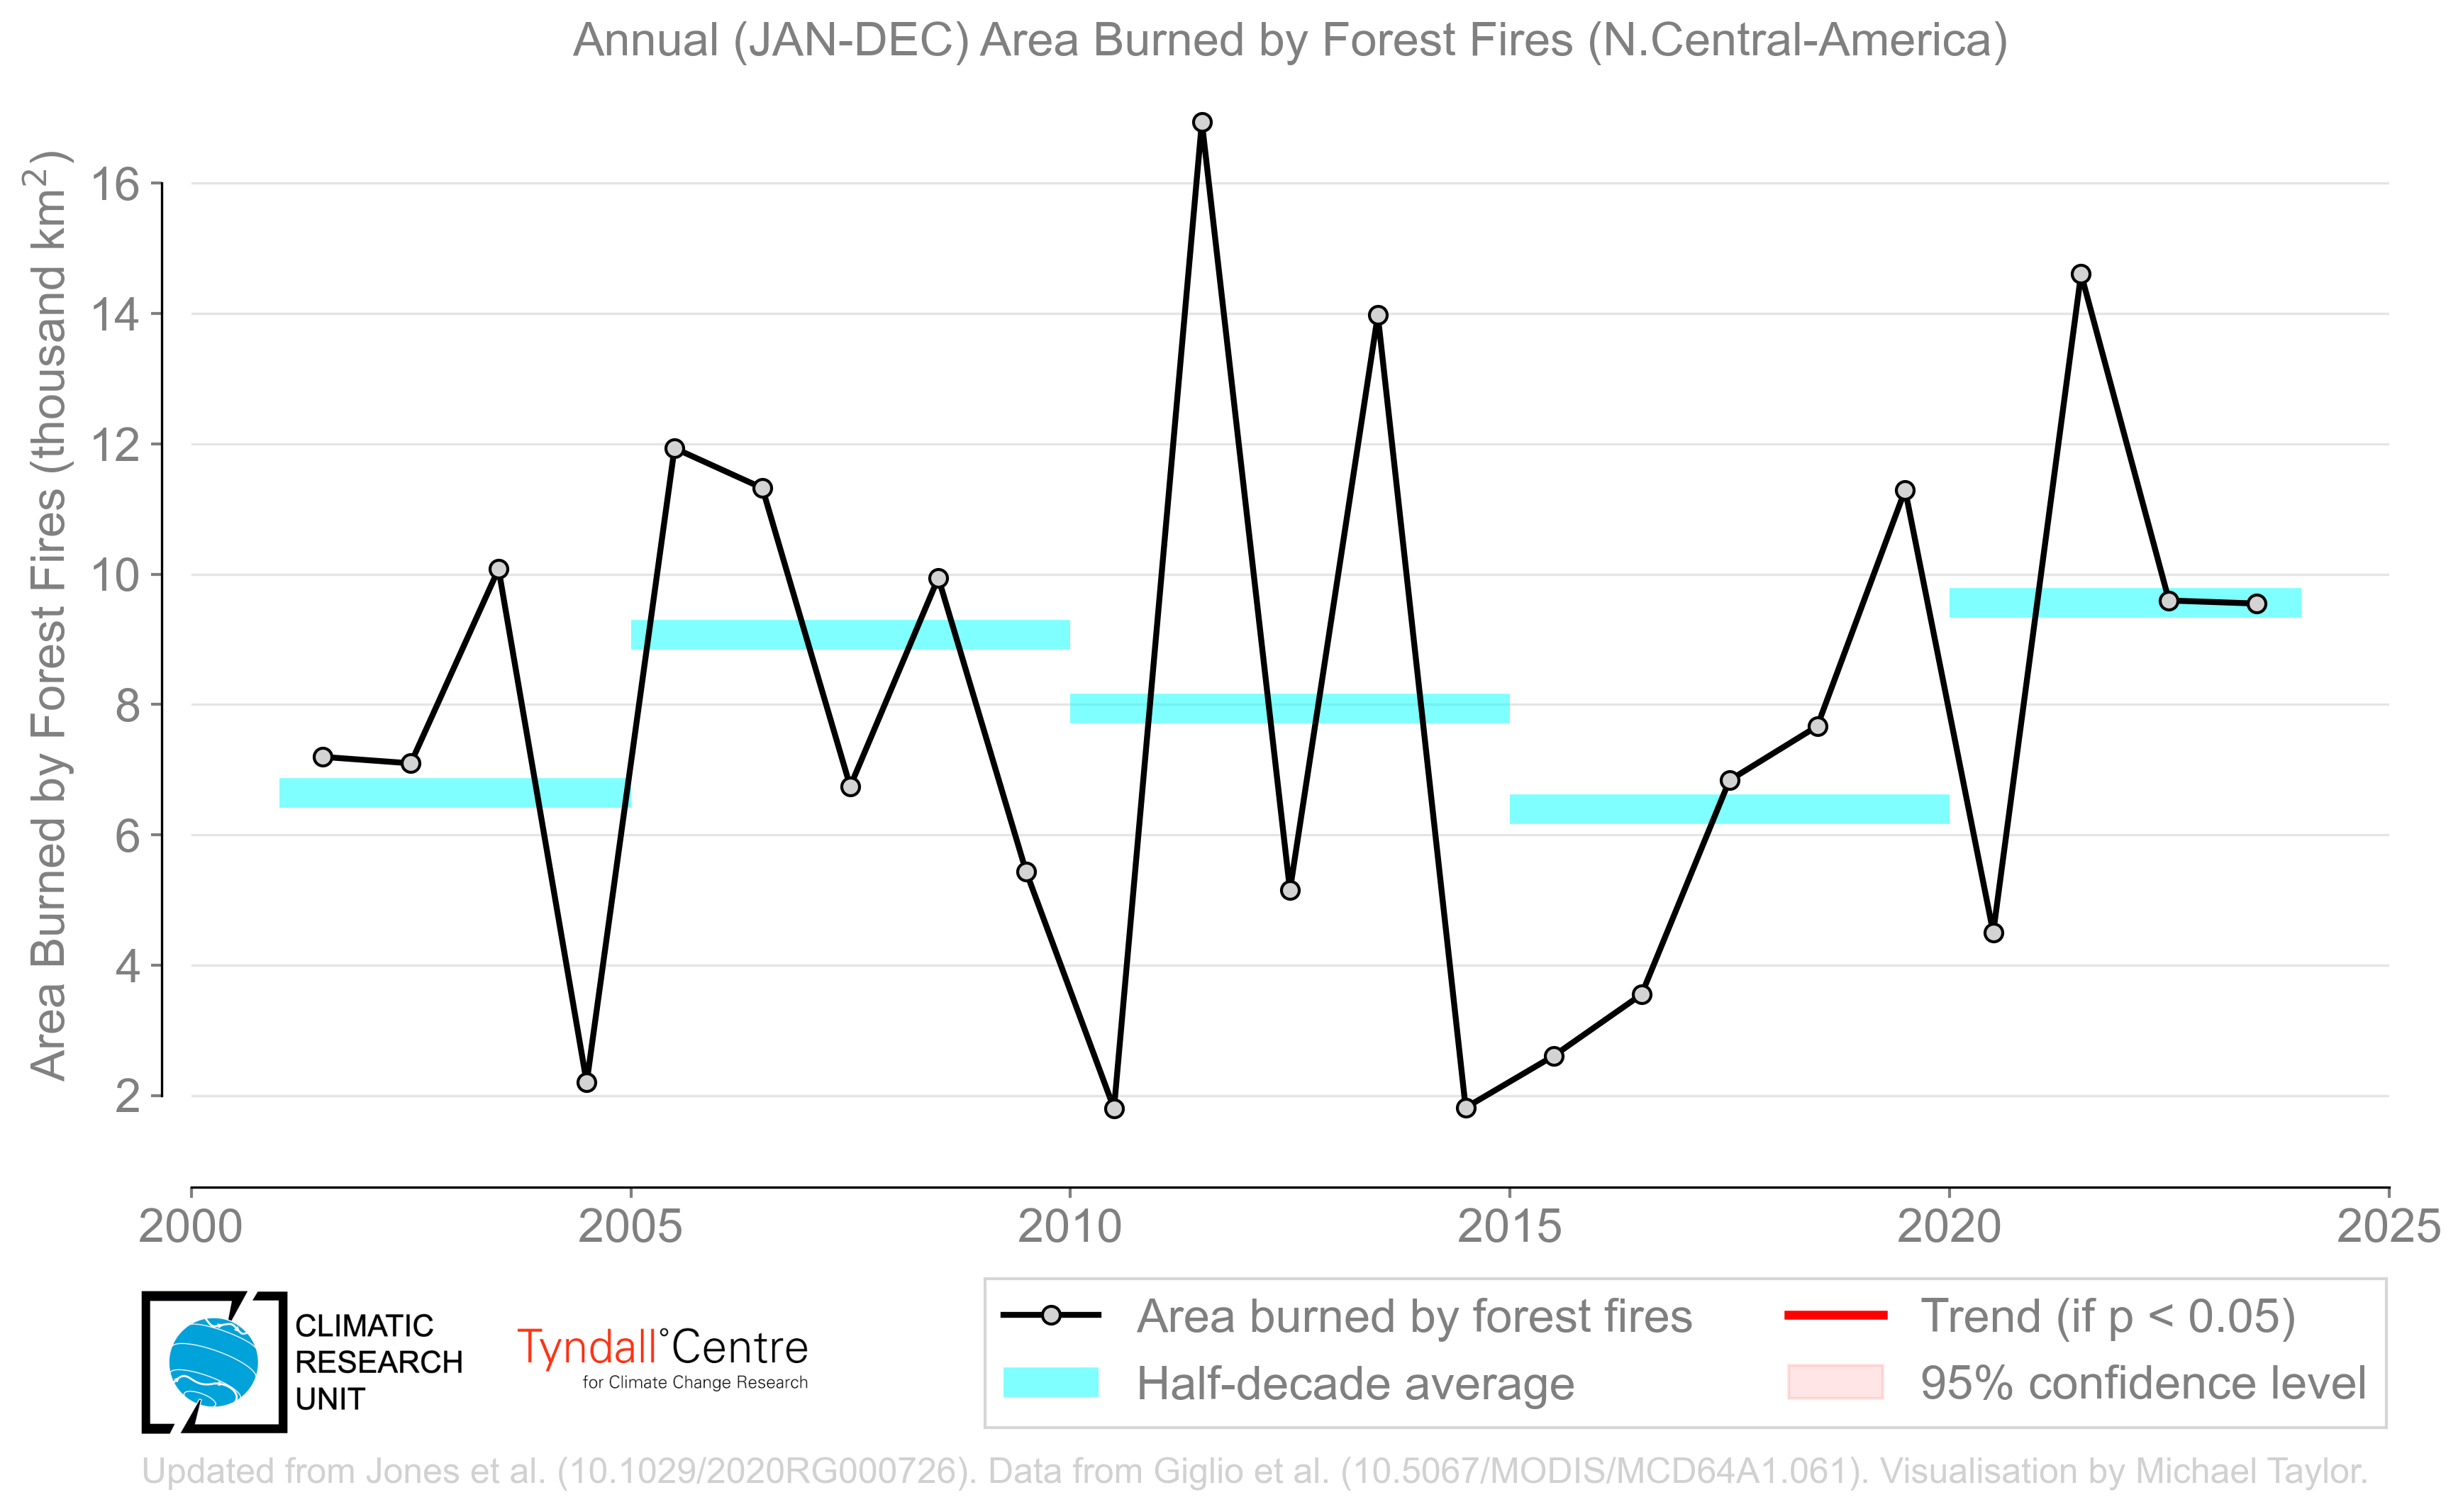 Annual (JAN-DEC) Area Burned by Forest Fires (N.Central-America)
Area Burned by Forest Fires (thousand km²)
16
14
12
10
8
6
4
2
2000 2005 2010 2015 2020 2025
CLIMATIC
RESEARCH
UNIT
Tyndall°Centre
for Climate Change Research
Area burned by forest fires
Half-decade average
Trend (if p < 0.05)
95% confidence level
Updated from Jones et al. (10.1029/2020RG000726). Data from Giglio et al. (10.5067/MODIS/MCD64A1.061). Visualisation by Michael Taylor.